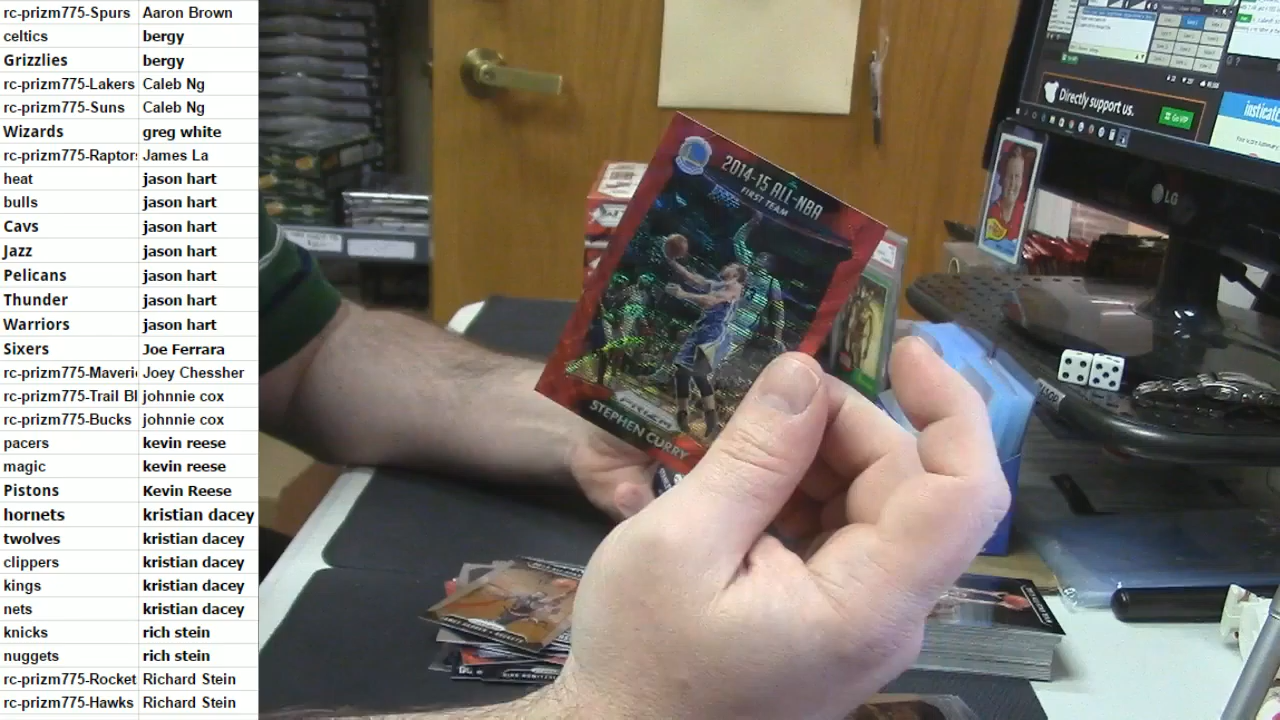 rc-prizm775-Spurs Aaron Brown
celtics bergy
Grizzlies bergy
rc-prizm775-Lakers Caleb Ng
rc-prizm775-Suns Caleb Ng
Wizards greg white
rc-prizm775-Raptors James La
heat jason hart
bulls jason hart
Cavs jason hart
Jazz jason hart
Pelicans jason hart
Thunder jason hart
Warriors jason hart
Sixers Joe Ferrara
rc-prizm775-Maveri Joey Chessher
rc-prizm775-Trail Bl johnnie cox
rc-prizm775-Bucks johnnie cox
pacers kevin reese
magic kevin reese
Pistons Kevin Reese
hornets kristian dacey
twolves kristian dacey
clippers kristian dacey
kings kristian dacey
nets kristian dacey
knicks rich stein
nuggets rich stein
rc-prizm775-Rocket Richard Stein
rc-prizm775-Hawks Richard Stein
2014-15 ALL-NBA
FIRST TEAM
PRIZM
STEPHEN CURRY
Directly support us.
Go VIP
LG